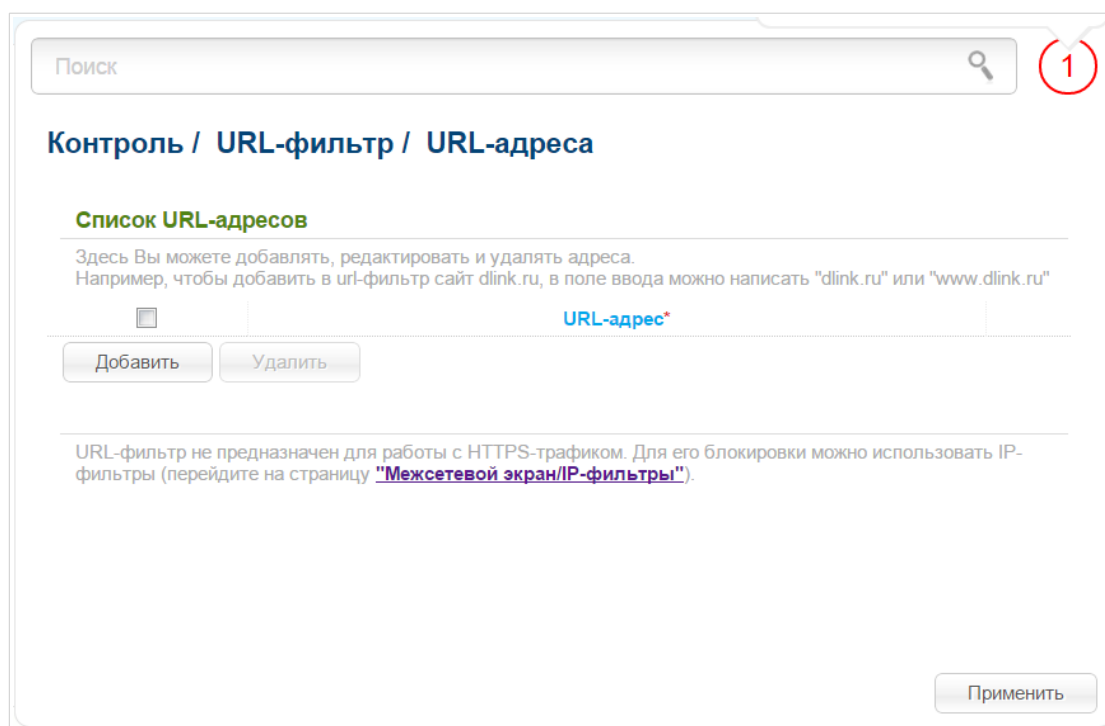 Поиск
1
Контроль / URL-фильтр / URL-адреса
Список URL-адресов
Здесь Вы можете добавлять, редактировать и удалять адреса.
Например, чтобы добавить в url-фильтр сайт dlink.ru, в поле ввода можно написать "dlink.ru" или "www.dlink.ru"
URL-адрес*
Добавить Удалить
URL-фильтр не предназначен для работы с HTTPS-трафиком. Для его блокировки можно использовать IP-
фильтры (перейдите на страницу "Межсетевой экран/IP-фильтры").
Применить